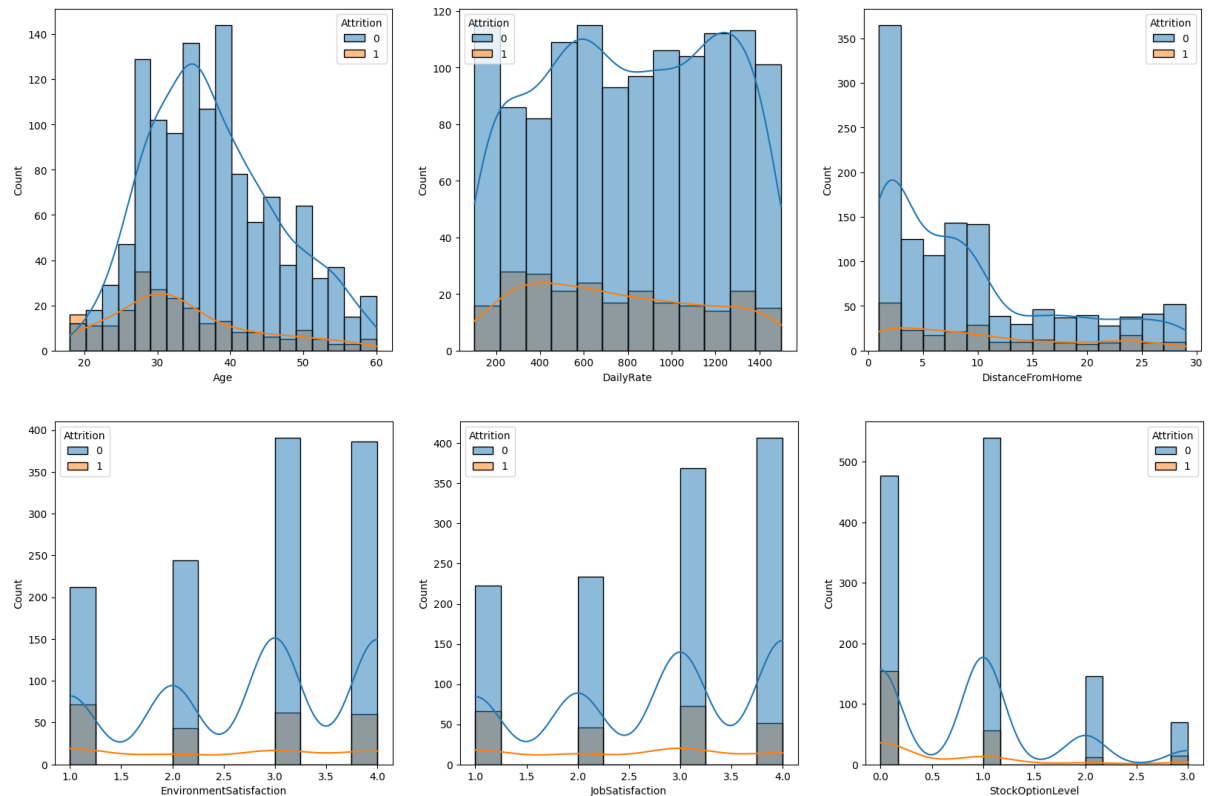 Attrition
0
1
140
120
100
80
60
40
20
0
Count
20 30 40 50 60
Age
Attrition
0
1
120
100
80
60
40
20
0
Count
200 400 600 800 1000 1200 1400
DailyRate
Attrition
0
1
350
300
250
200
150
100
50
0
Count
0 5 10 15 20 25 30
DistanceFromHome
Attrition
0
1
400
350
300
250
200
150
100
50
0
Count
1.0 1.5 2.0 2.5 3.0 3.5 4.0
EnvironmentSatisfaction
Attrition
0
1
400
350
300
250
200
150
100
50
0
Count
1.0 1.5 2.0 2.5 3.0 3.5 4.0
JobSatisfaction
Attrition
0
1
500
400
300
200
100
0
Count
0.0 0.5 1.0 1.5 2.0 2.5 3.0
StockOptionLevel